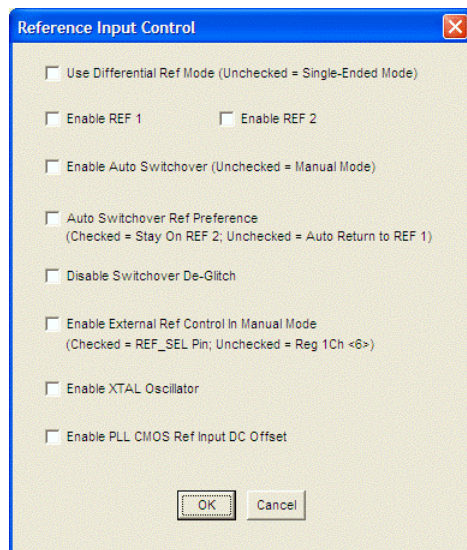 Reference Input Control
Use Differential Ref Mode (Unchecked = Single-Ended Mode)
Enable REF 1
Enable REF 2
Enable Auto Switchover (Unchecked = Manual Mode)
Auto Switchover Ref Preference
(Checked = Stay On REF 2; Unchecked = Auto Return to REF 1)
Disable Switchover De-Glitch
Enable External Ref Control In Manual Mode
(Checked = REF_SEL Pin; Unchecked = Reg 1Ch <6>)
Enable XTAL Oscillator
Enable PLL CMOS Ref Input DC Offset
OK
Cancel